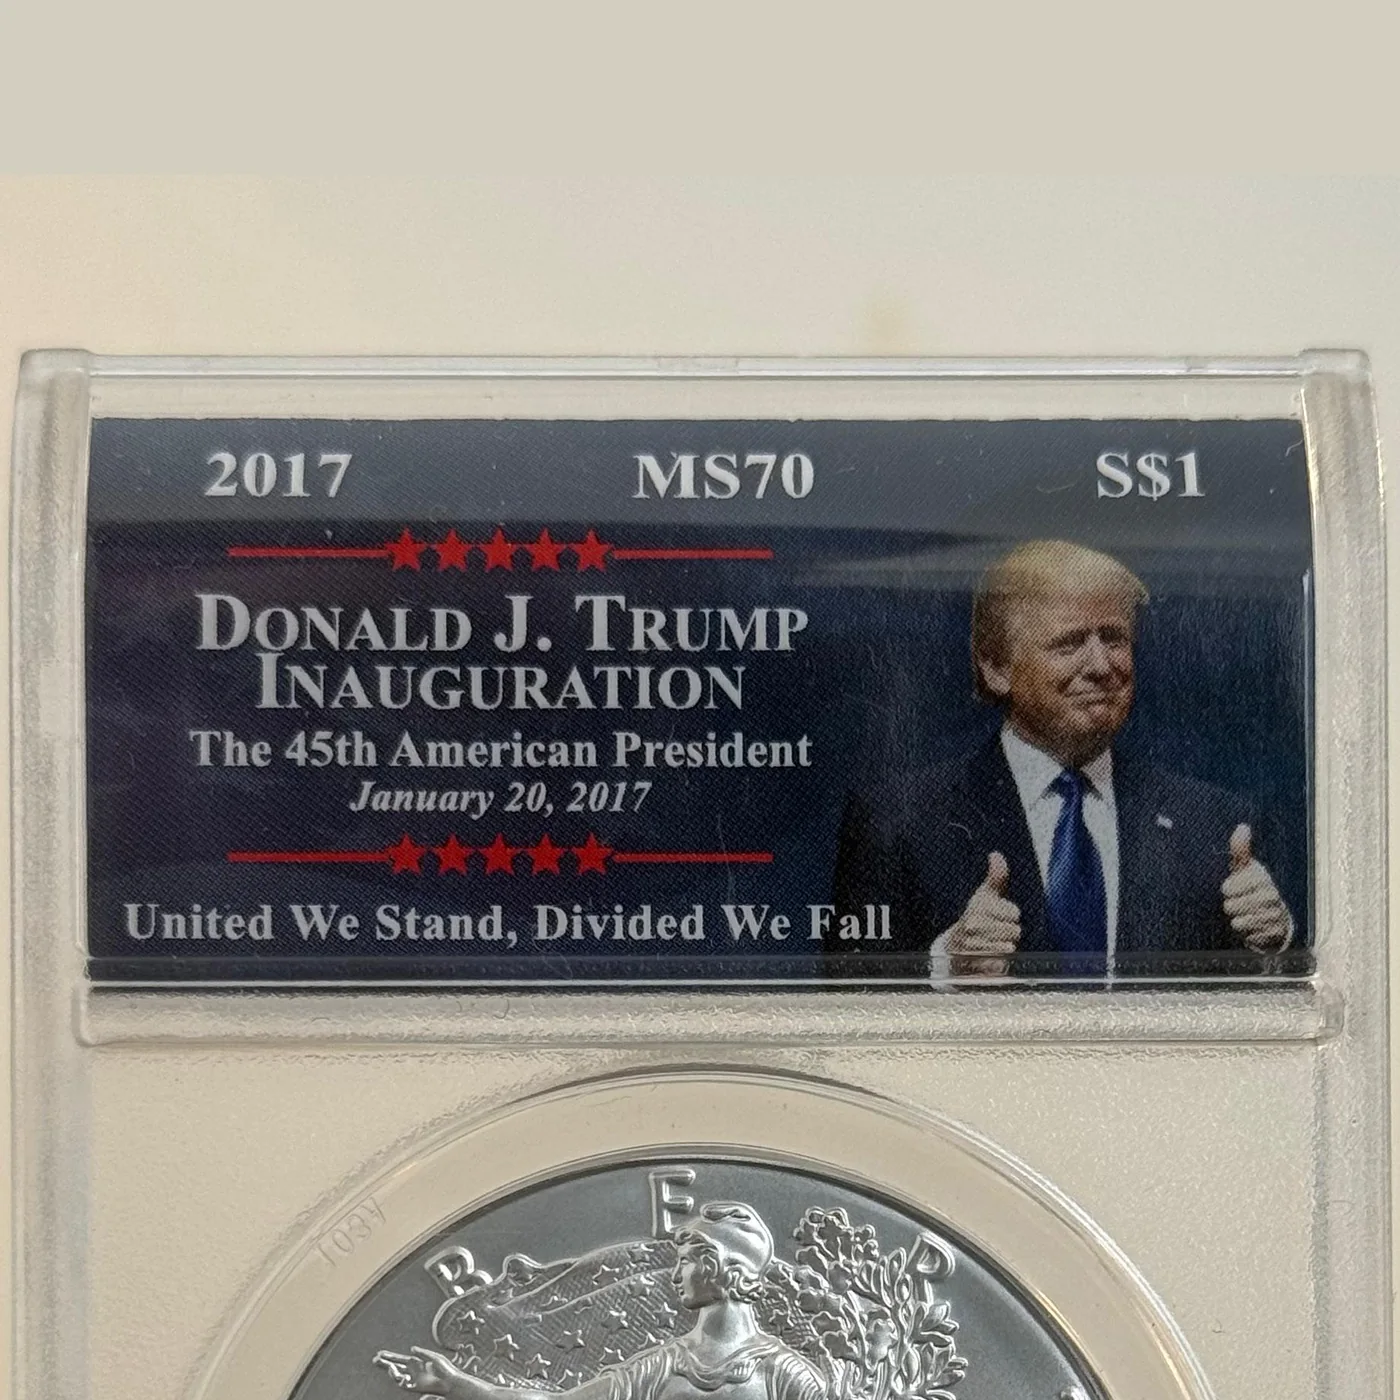 2017 MS70 S$1
DONALD J. TRUMP
INAUGURATION
The 45th American President
January 20, 2017
United We Stand, Divided We Fall
B E R